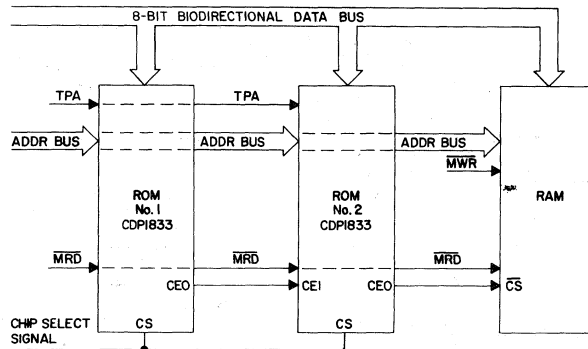 8-BIT BIODIRECTIONAL DATA BUS
TPA
TPA
ADDR BUS
ADDR BUS
ADDR BUS
MWR
ROM
No. 1
CDP1833
ROM
No. 2
CDP1833
RAM
MRD
MRD
MRD
CEO
CEI
CEO
CS
CHIP SELECT
SIGNAL
CS
CS